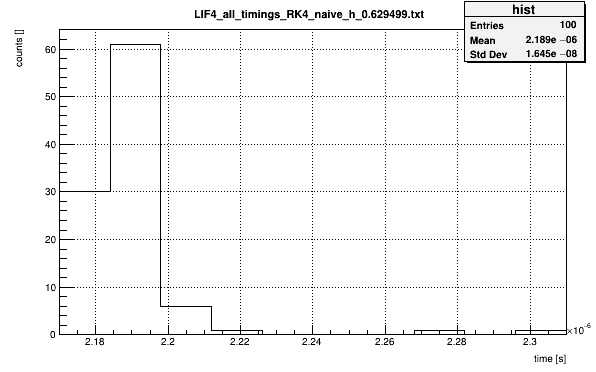 LIF4_all_timings_RK4_naive_h_0.629499.txt
hist
Entries 100
Mean 2.189e −06
Std Dev 1.645e −08
counts []
60
50
40
30
20
10
0
2.18 2.2 2.22 2.24 2.26 2.28 2.3
×10⁻⁶
time [s]